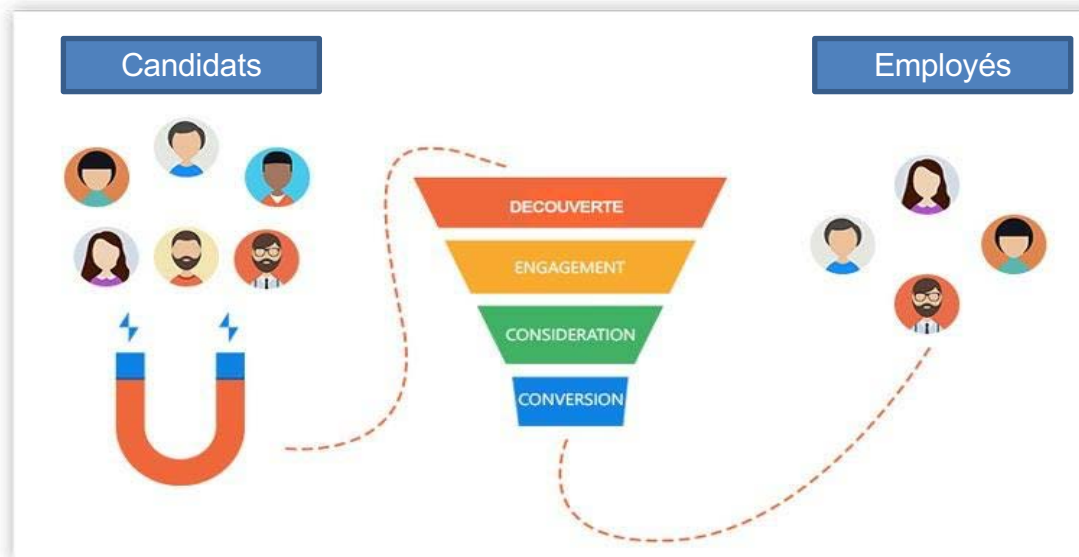 Candidats
Employés
DECOUVERTE
ENGAGEMENT
CONSIDERATION
CONVERSION